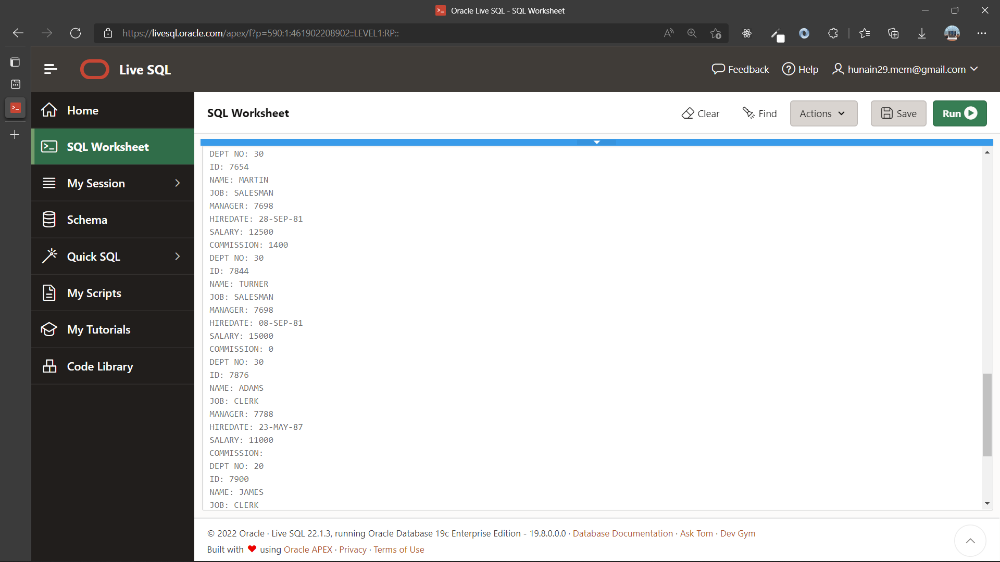 Oracle Live SQL - SQL Worksheet
https://livesql.oracle.com/apex/f?p=590:1:461902208902::LEVEL1:RP::
Live SQL
Feedback
Help
hunain29.mem@gmail.com
Home
SQL Worksheet
My Session
Schema
Quick SQL
My Scripts
My Tutorials
Code Library
SQL Worksheet
Clear
Find
Actions
Save
Run
DEPT NO: 30
ID: 7654
NAME: MARTIN
JOB: SALESMAN
MANAGER: 7698
HIREDATE: 28-SEP-81
SALARY: 12500
COMMISSION: 1400
DEPT NO: 30
ID: 7844
NAME: TURNER
JOB: SALESMAN
MANAGER: 7698
HIREDATE: 08-SEP-81
SALARY: 15000
COMMISSION: 0
DEPT NO: 30
ID: 7876
NAME: ADAMS
JOB: CLERK
MANAGER: 7788
HIREDATE: 23-MAY-87
SALARY: 11000
COMMISSION:
DEPT NO: 20
ID: 7900
NAME: JAMES
JOB: CLERK
© 2022 Oracle · Live SQL 22.1.3, running Oracle Database 19c Enterprise Edition - 19.8.0.0.0 · Database Documentation · Ask Tom · Dev Gym
Built with ❤ using Oracle APEX · Privacy · Terms of Use